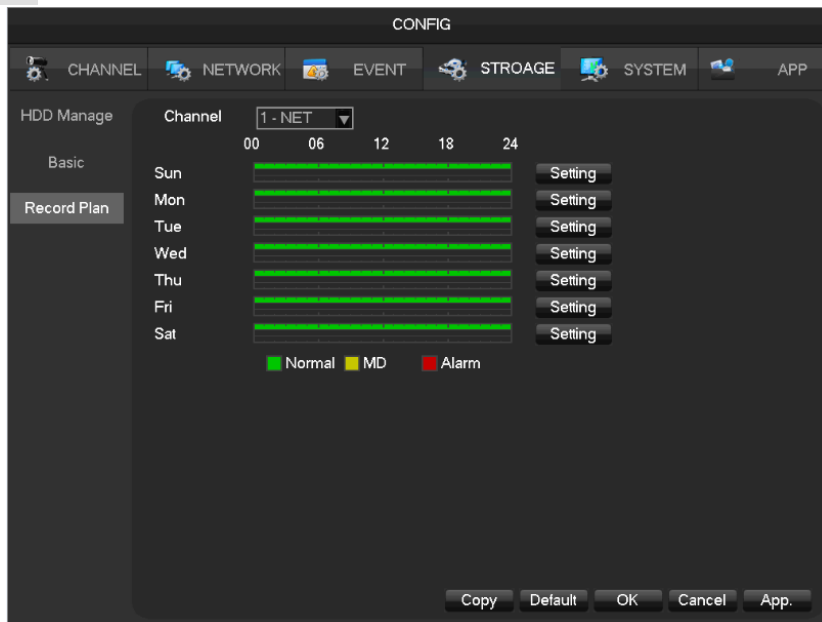 CONFIG
CHANNEL NETWORK EVENT STROAGE SYSTEM APP
HDD Manage
Basic
Record Plan
Channel 1 - NET
00 06 12 18 24
Sun Setting
Mon Setting
Tue Setting
Wed Setting
Thu Setting
Fri Setting
Sat Setting
Normal MD Alarm
Copy Default OK Cancel App.